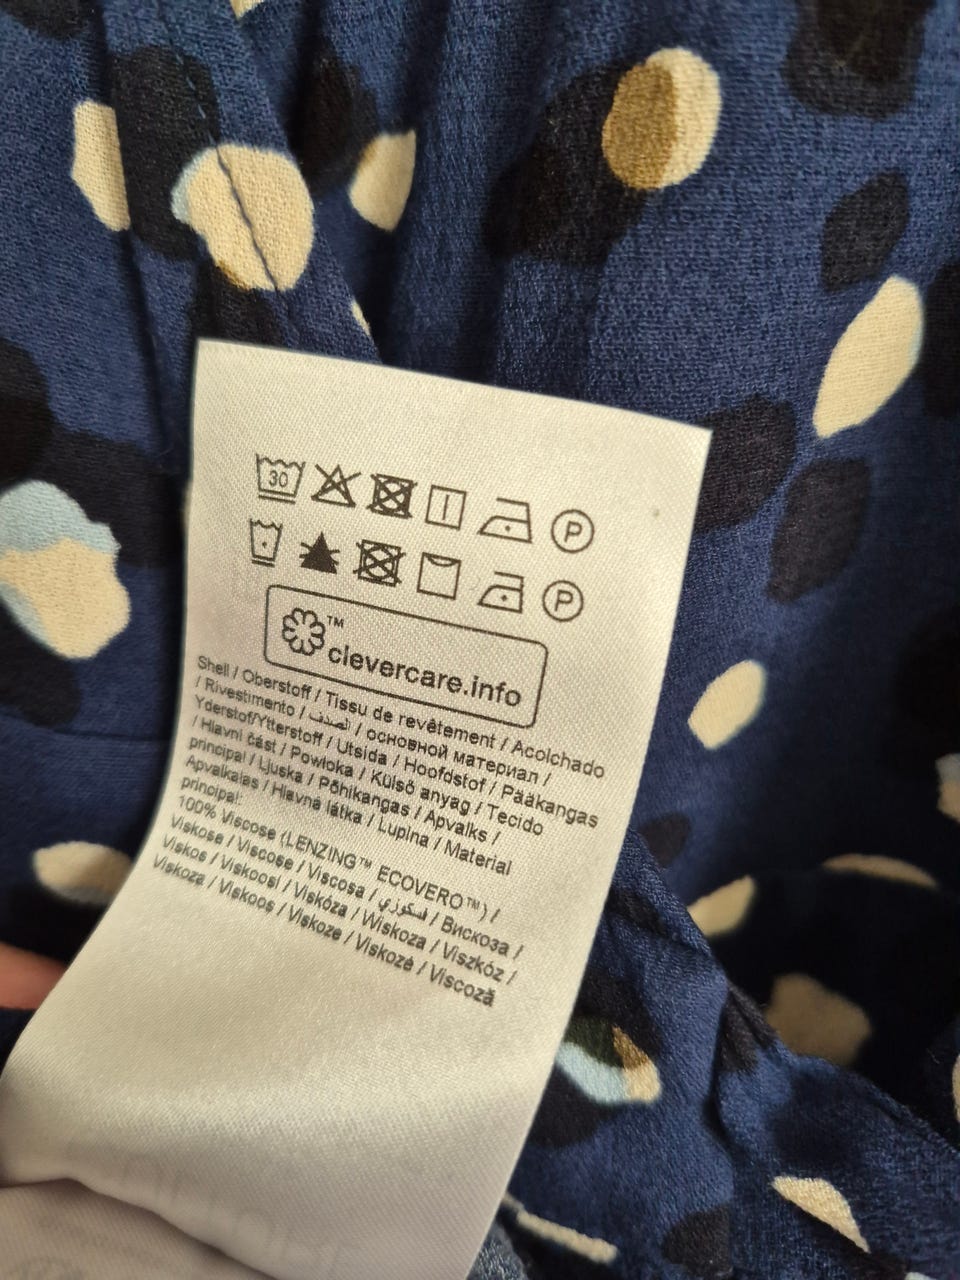 30 P
P
™
clevercare.info
Shell / Oberstoff / Tissu de revêtement / Acolchado
/ Rivestimento / الصدف / основной материал /
Yderstof/Ytterstoff / Utsida / Hoofdstof / Pääkangas
/ Hlavní část / Powłoka / Külső anyag / Tecido
principal / Ljuska / Põhikangas / Apvalks /
Apvalkalas / Hlavná látka / Lupina / Material
principal:
100% Viscose (LENZING™ ECOVERO™) /
Viskose / Viscose / Viscosa / فسكوزي / Вискоза /
Viskos / Viskoosi / Viskóza / Wiskoza / Viszkóz /
Viskoza / Viskoos / Viskoze / Viskozė / Viscoză